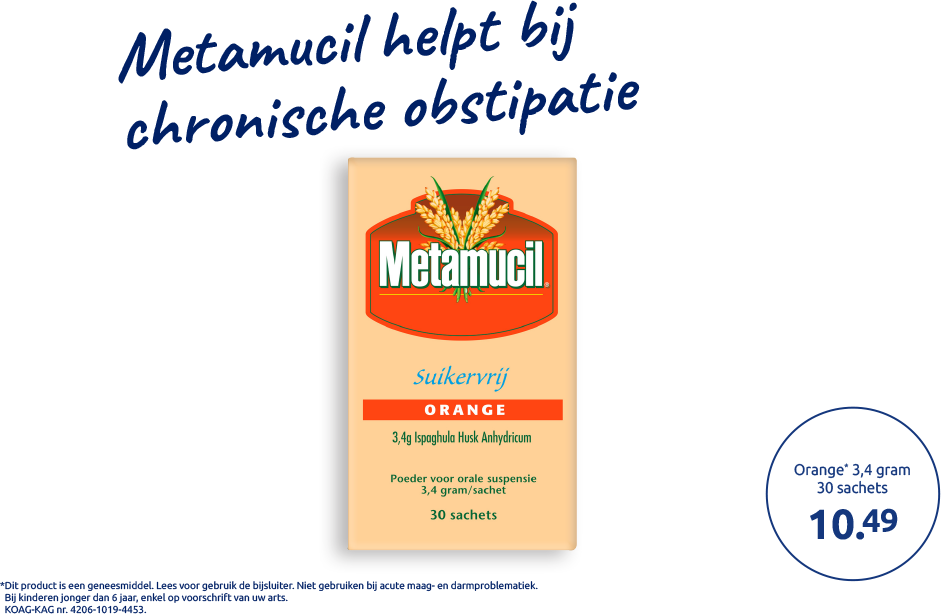 Metamucil helpt bij
chronische obstipatie
Metamucil®
Suikervrij
ORANGE
3,4g Ispaghula Husk Anhydricum
Poeder voor orale suspensie
3,4 gram/sachet
30 sachets
Orange* 3,4 gram
30 sachets
10.49
*Dit product is een geneesmiddel. Lees voor gebruik de bijsluiter. Niet gebruiken bij acute maag- en darmproblematiek.
Bij kinderen jonger dan 6 jaar, enkel op voorschrift van uw arts.
KOAG-KAG nr. 4206-1019-4453.